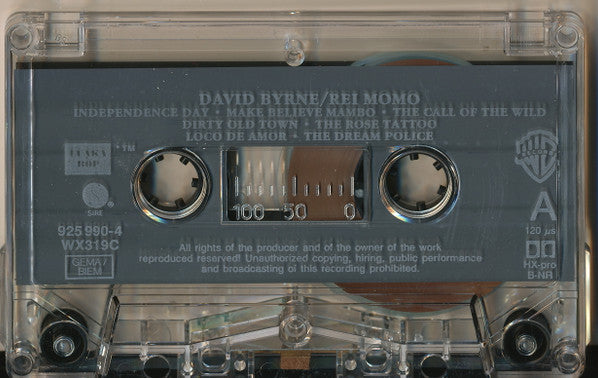 DAVID BYRNE/REI MOMO
INDEPENDENCE DAY • MAKE BELIEVE MAMBO • THE CALL OF THE WILD
DIRTY OLD TOWN • THE ROSE TATTOO
LOCO DE AMOR • THE DREAM POLICE
LUAKA
BOP
TM
SIRE
925 990-4
WX319C
GEMA/
BIEM
100 50 0
A
120 µs
HX-pro
B-NR
All rights of the producer and of the owner of the work
reproduced reserved! Unauthorized copying, hiring, public performance
and broadcasting of this recording prohibited.